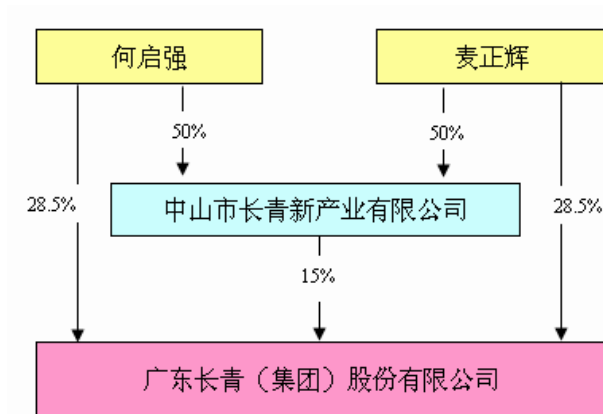 何启强
麦正辉
50%
50%
28.5%
中山市长青新产业有限公司
28.5%
15%
广东长青（集团）股份有限公司